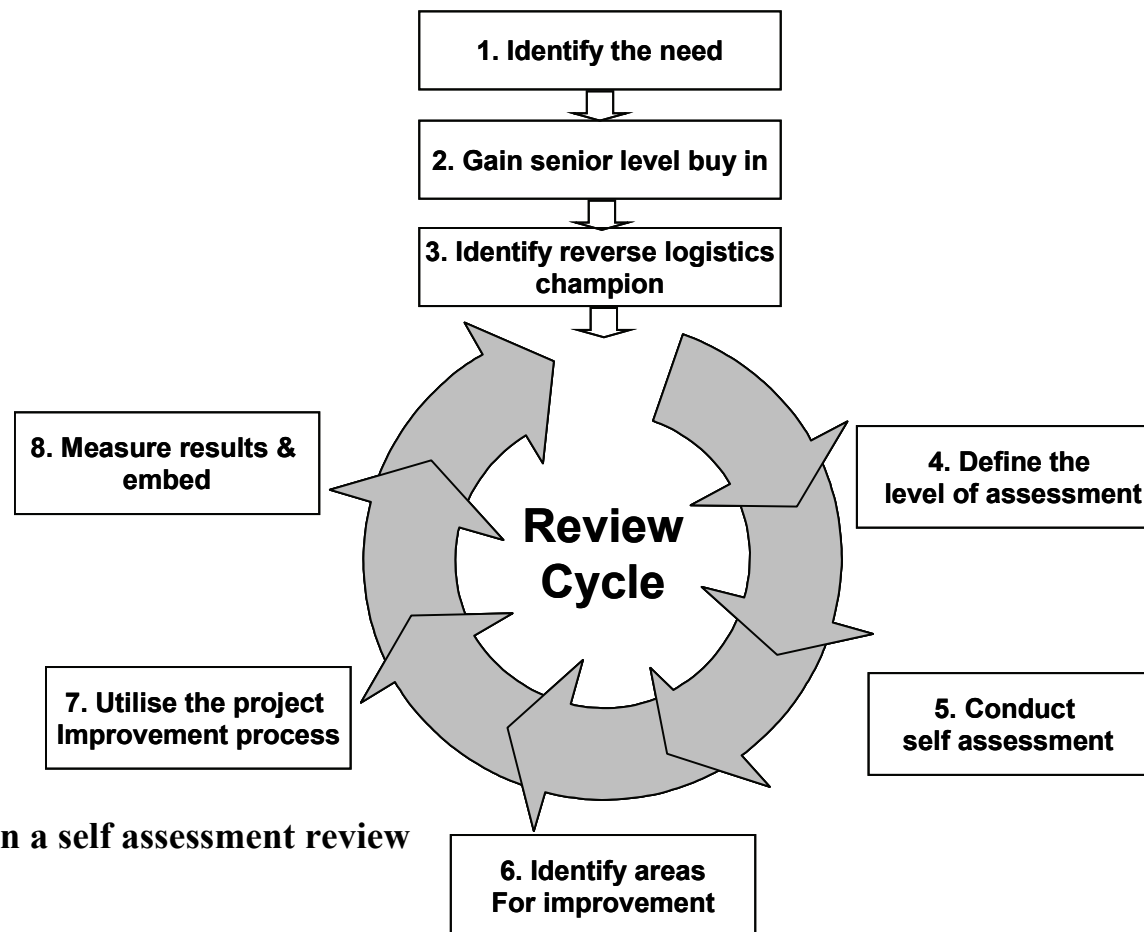 1. Identify the need
2. Gain senior level buy in
3. Identify reverse logistics
champion
4. Define the
level of assessment
5. Conduct
self assessment
6. Identify areas
For improvement
7. Utilise the project
Improvement process
8. Measure results &
embed
Review
Cycle
n a self assessment review